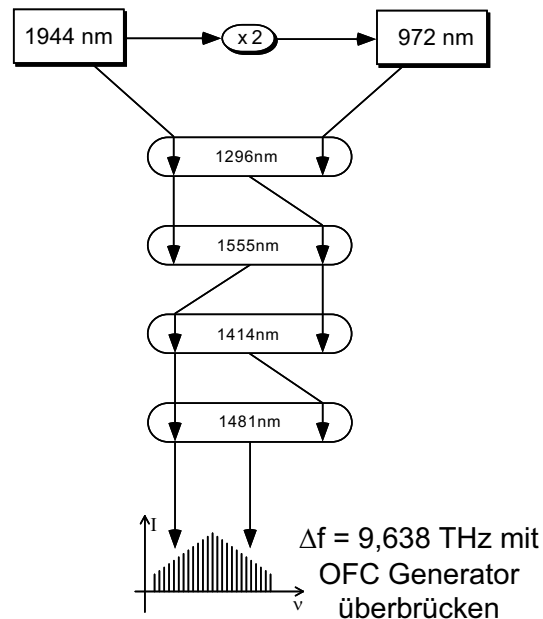 1944 nm
x 2
972 nm
1296nm
1555nm
1414nm
1481nm
I
ν
Δf = 9,638 THz mit
OFC Generator
überbrücken